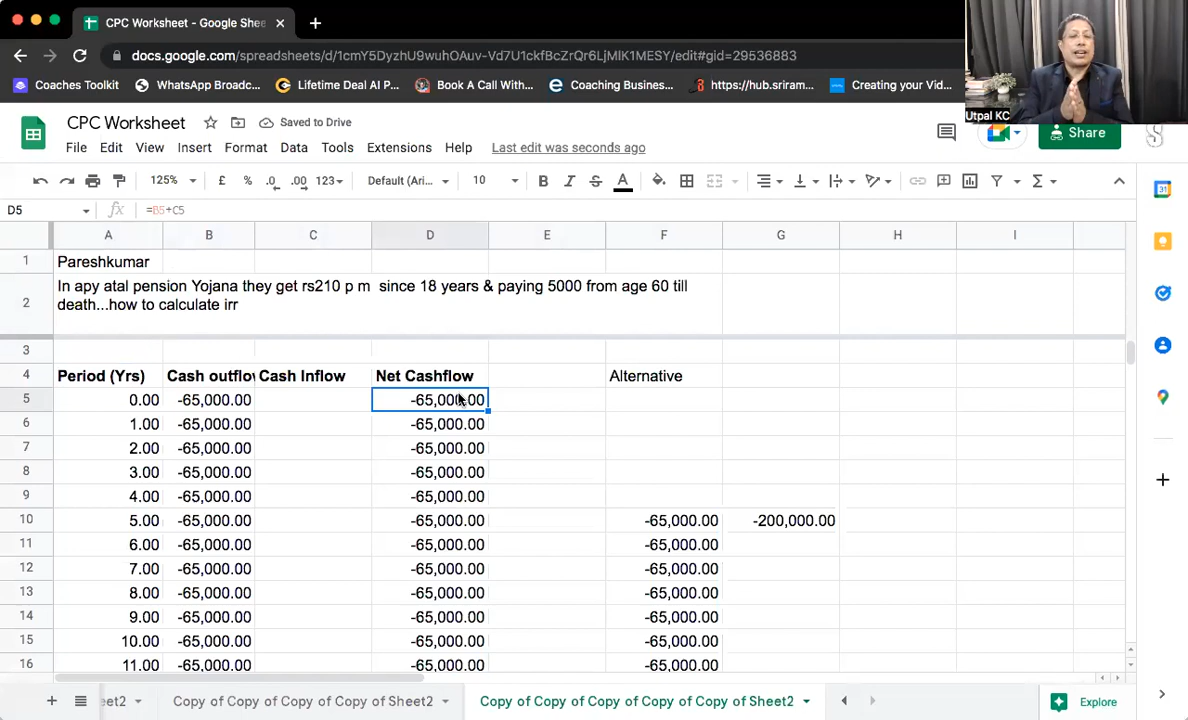 CPC Worksheet - Google Shee
docs.google.com/spreadsheets/d/1cmY5DyzhU9wuhOAuv-Vd7U1ckfBcZrQr6LjMlK1MESY/edit#gid=29536883
Coaches Toolkit WhatsApp Broadc... Lifetime Deal AI P... Book A Call With... Coaching Busines... https://hub.sriram... Creating your Vid...
Utpal KC
CPC Worksheet Saved to Drive
Share
File Edit View Insert Format Data Tools Extensions Help Last edit was seconds ago
125% £ % .0 .00 123 Default (Ari... 10 B I S A
31
D5 fx =B5+C5
A B C D E F G H I
1 Pareshkumar
2 In apy atal pension Yojana they get rs210 p m since 18 years & paying 5000 from age 60 till
death...how to calculate irr
3
4 Period (Yrs) Cash outflo Cash Inflow Net Cashflow Alternative
5 0.00 -65,000.00 -65,000.00
6 1.00 -65,000.00 -65,000.00
7 2.00 -65,000.00 -65,000.00
8 3.00 -65,000.00 -65,000.00
9 4.00 -65,000.00 -65,000.00
10 5.00 -65,000.00 -65,000.00 -65,000.00 -200,000.00
11 6.00 -65,000.00 -65,000.00 -65,000.00
12 7.00 -65,000.00 -65,000.00 -65,000.00
13 8.00 -65,000.00 -65,000.00 -65,000.00
14 9.00 -65,000.00 -65,000.00 -65,000.00
15 10.00 -65,000.00 -65,000.00 -65,000.00
16 11.00 -65,000.00 -65,000.00 -65,000.00
eet2 Copy of Copy of Copy of Copy of Sheet2 Copy of Copy of Copy of Copy of Copy of Sheet2 Explore